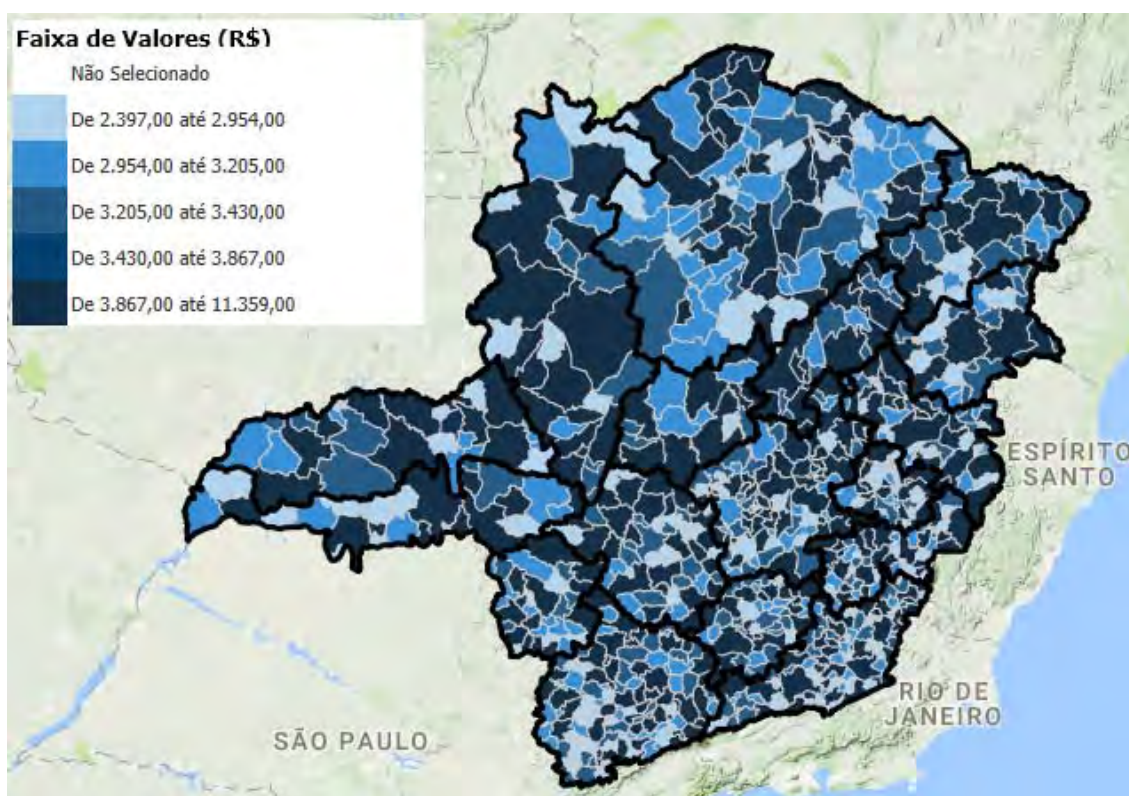 Faixa de Valores (R$)
Não Selecionado
De 2.397,00 até 2.954,00
De 2.954,00 até 3.205,00
De 3.205,00 até 3.430,00
De 3.430,00 até 3.867,00
De 3.867,00 até 11.359,00
ESPÍRITO
SANTO
RIO DE
JANEIRO
SÃO PAULO